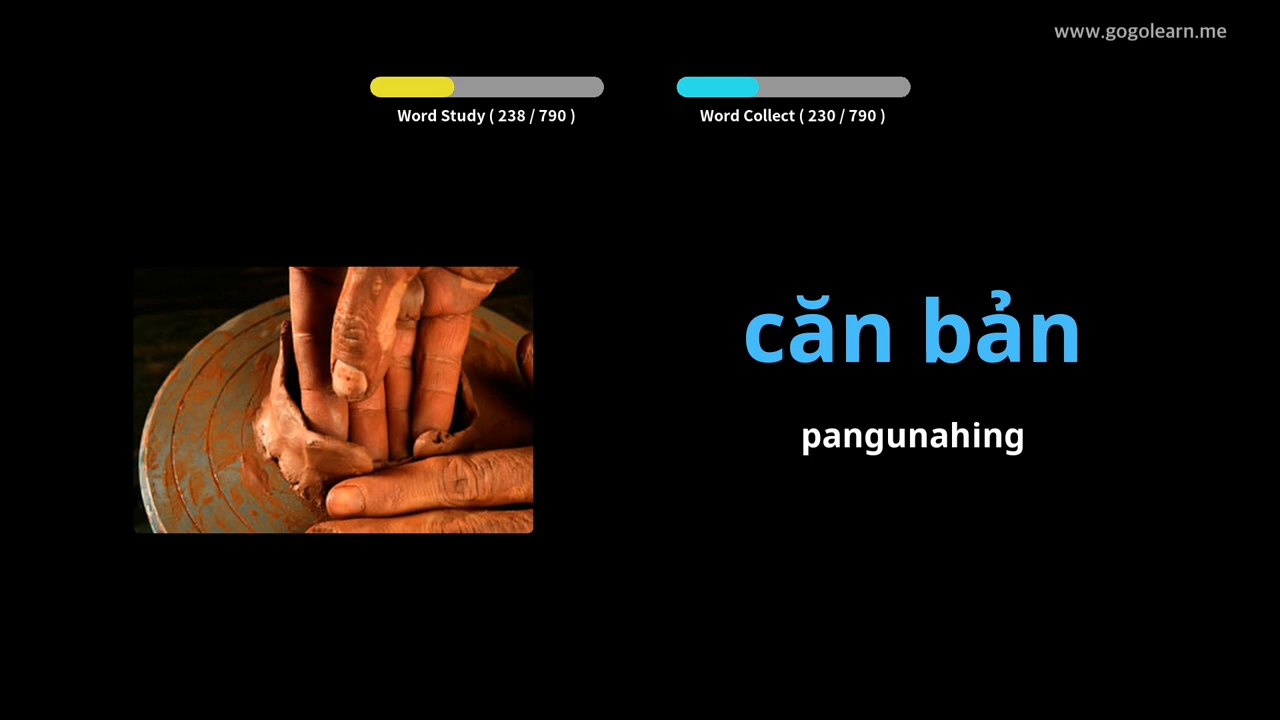 www.gogolearn.me
Word Study ( 238 / 790 )
Word Collect ( 230 / 790 )
căn bản
pangunahing